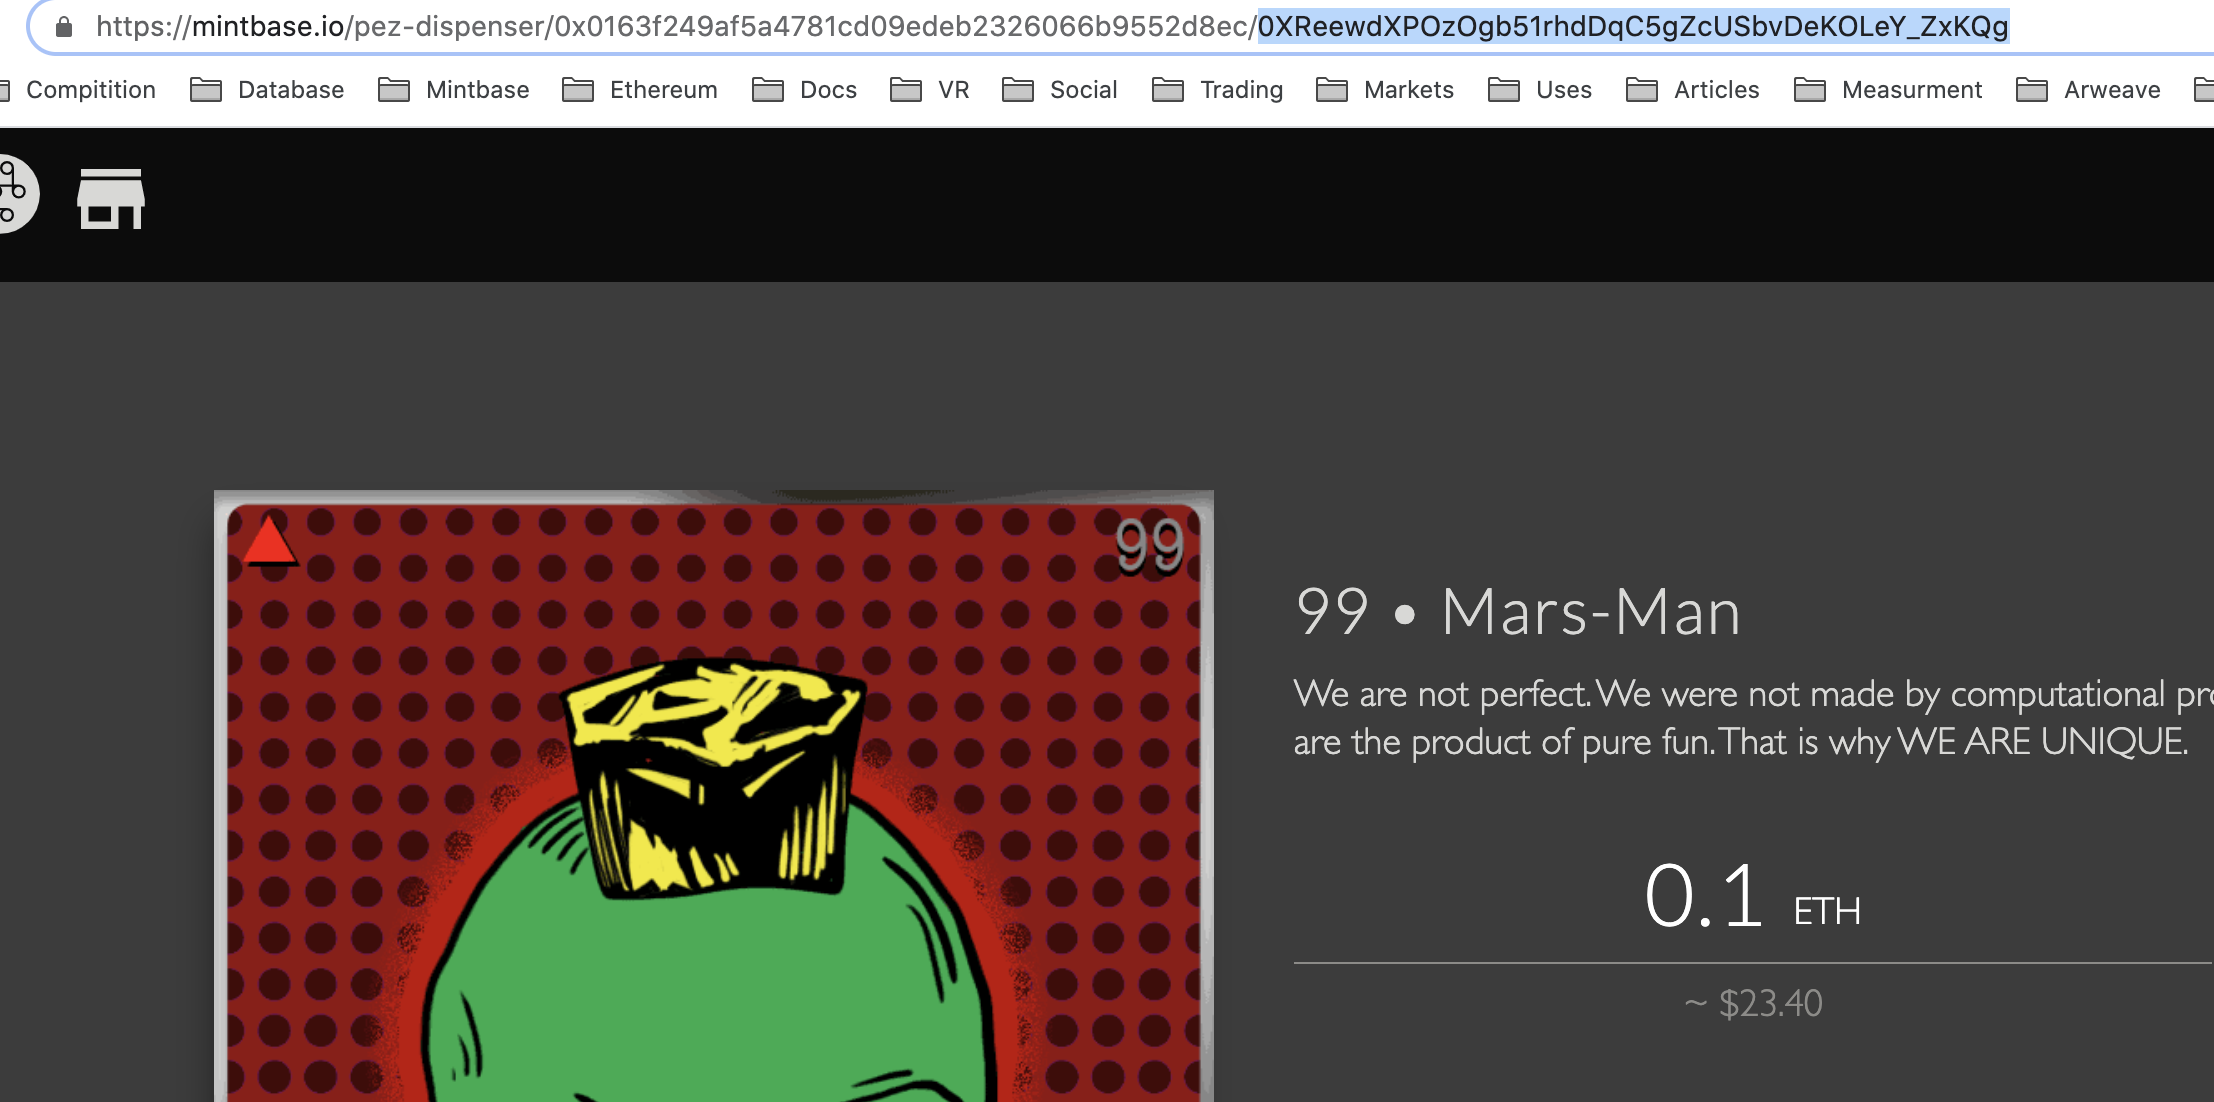 https://mintbase.io/pez-dispenser/0x0163f249af5a4781cd09edeb2326066b9552d8ec/0XReewdXPOzOgb51rhdDqC5gZcUSbvDeKOLeY_ZxKQg
Compitition Database Mintbase Ethereum Docs VR Social Trading Markets Uses Articles Measurment Arweave
99
99 • Mars-Man
We are not perfect. We were not made by computational
are the product of pure fun. That is why WE ARE UNIQUE.
0.1 ETH
~ $23.40